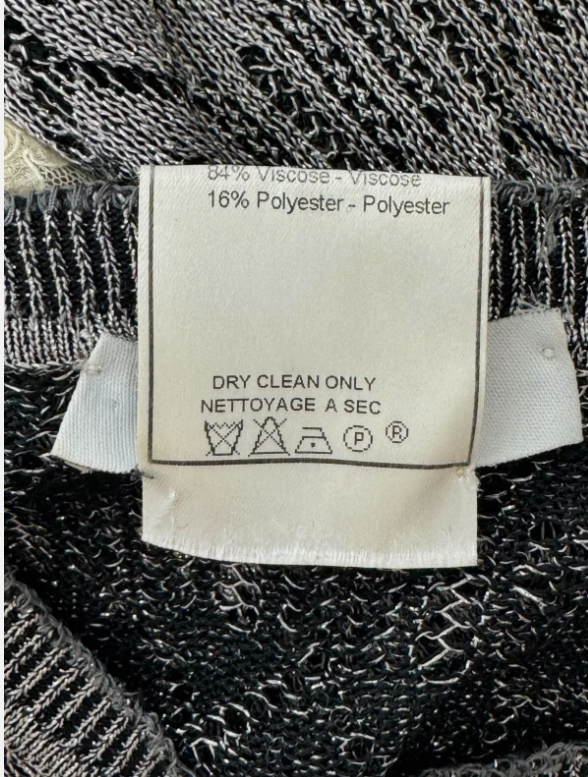 84% Viscose - Viscose
16% Polyester - Polyester
DRY CLEAN ONLY
NETTOYAGE A SEC
P ®